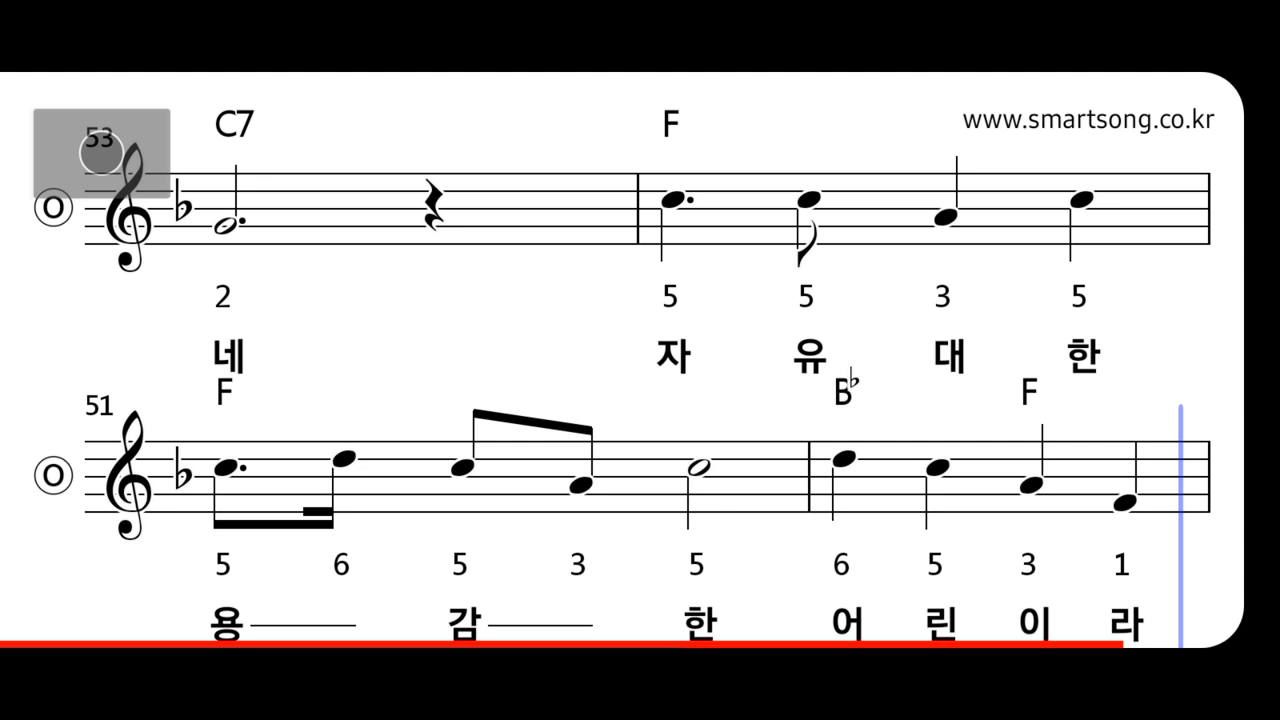 www.smartsong.co.kr
53 C7 F
O
2 5 5 3 5
네 자 유 대 한
51 F B♭ F
O
5 6 5 3 5 6 5 3 1
용 감 한 어 린 이 라